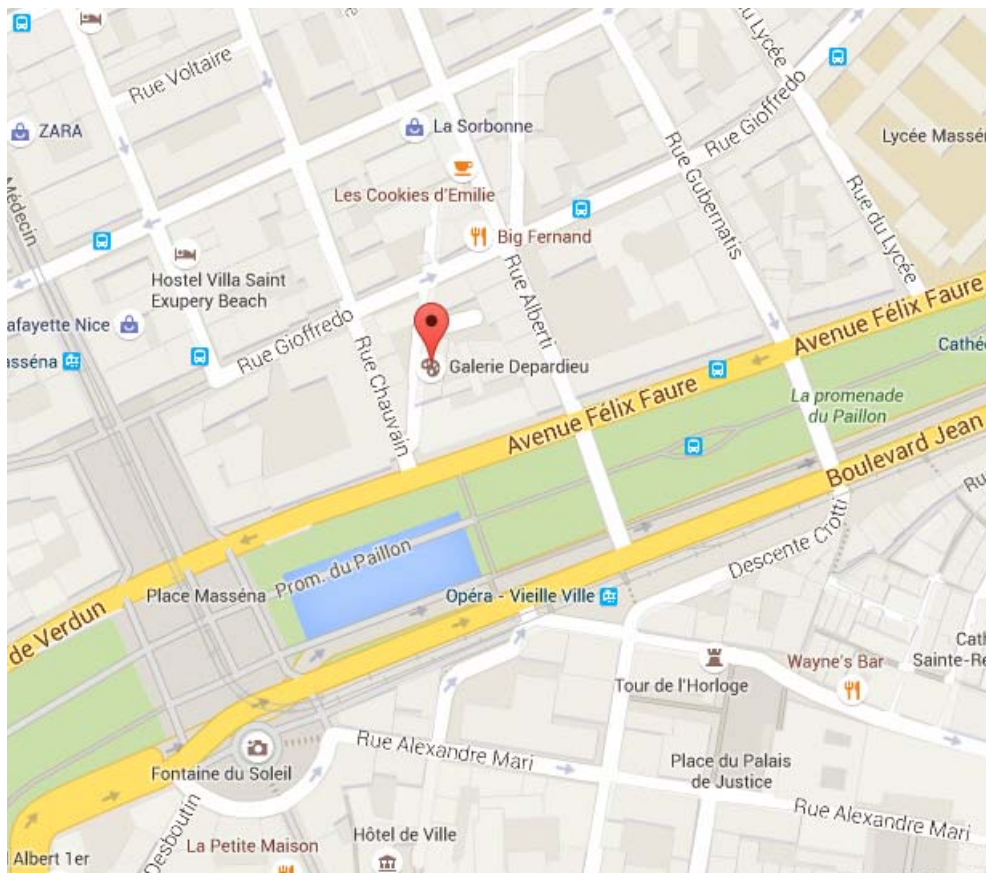 Rue Voltaire
du Lycée
ZARA
La Sorbonne
Rue Gioffredo
Lycée Massén
Les Cookies d'Emilie
Rue Gubernatis
Médecin
Rue du Lycée
Big Fernand
Hostel Villa Saint
Exupery Beach
Rue Alberti
afayette Nice
Avenue Félix Faure
asséna
Rue Gioffredo
Rue Chauvain
Galerie Depardieu
Cathé
La promenade
du Paillon
Avenue Félix Faure
Boulevard Jean
Ru
Descente Crotti
Prom. du Paillon
Place Masséna
Opéra - Vieille Ville
de Verdun
Cath
Sainte-Re
Wayne's Bar
Tour de l'Horloge
Rue Alexandre Mari
Place du Palais
de Justice
Fontaine du Soleil
Rue Alexandre Mari
Desboutin
La Petite Maison
Hôtel de Ville
Albert 1er